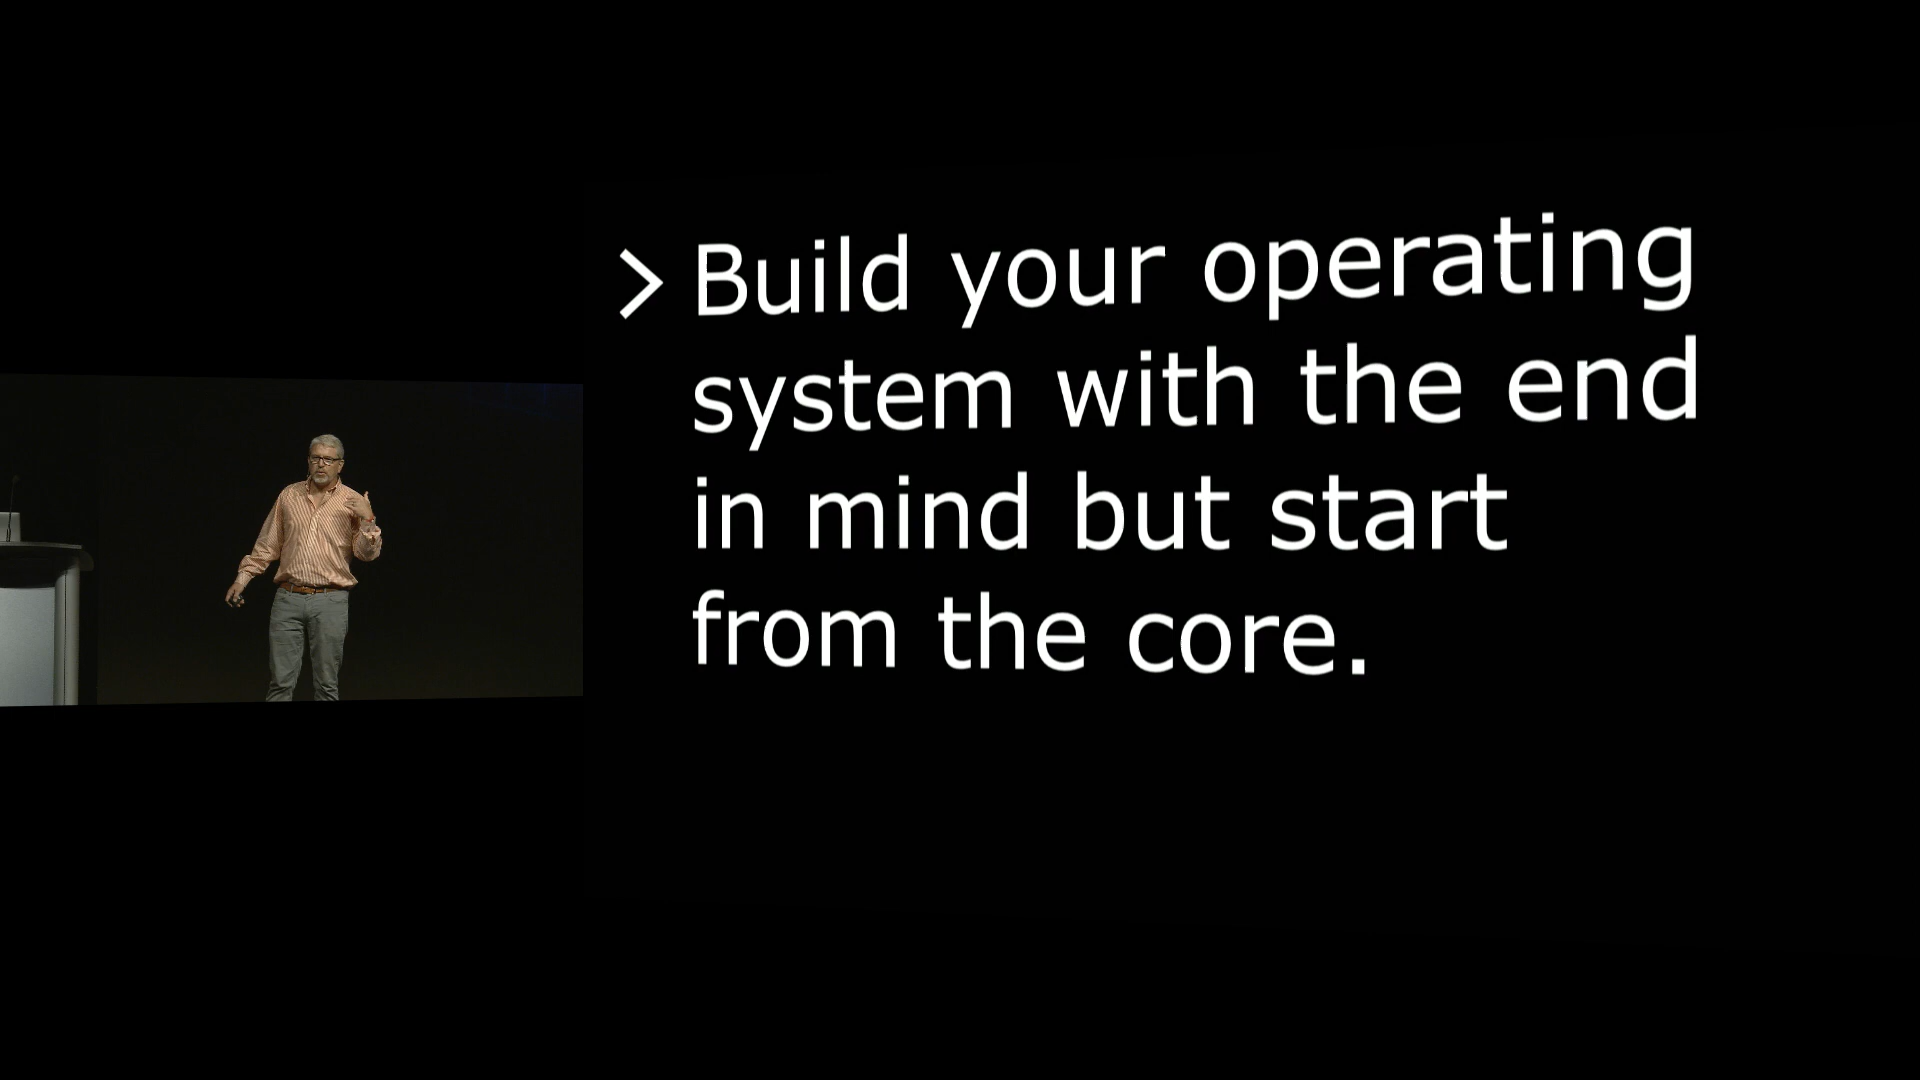 > Build your operating
system with the end
in mind but start
from the core.